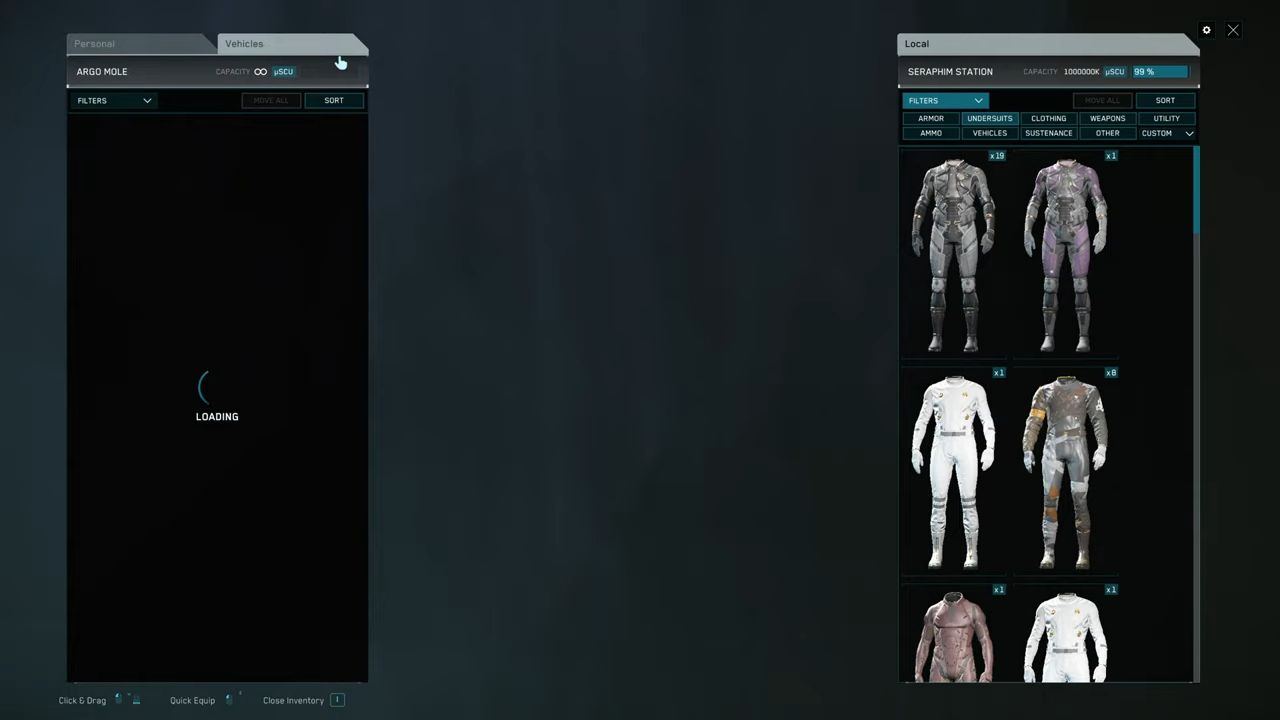 Personal
Vehicles
ARGO MOLE
CAPACITY ∞ µSCU
FILTERS
MOVE ALL
SORT
LOADING
Click & Drag
Quick Equip
Close Inventory I
Local
SERAPHIM STATION
CAPACITY 1000000K µSCU 99 %
FILTERS
MOVE ALL
SORT
ARMOR UNDERSUITS CLOTHING WEAPONS UTILITY
AMMO VEHICLES SUSTENANCE OTHER CUSTOM
x19
x1
x1
x8
x1
x1